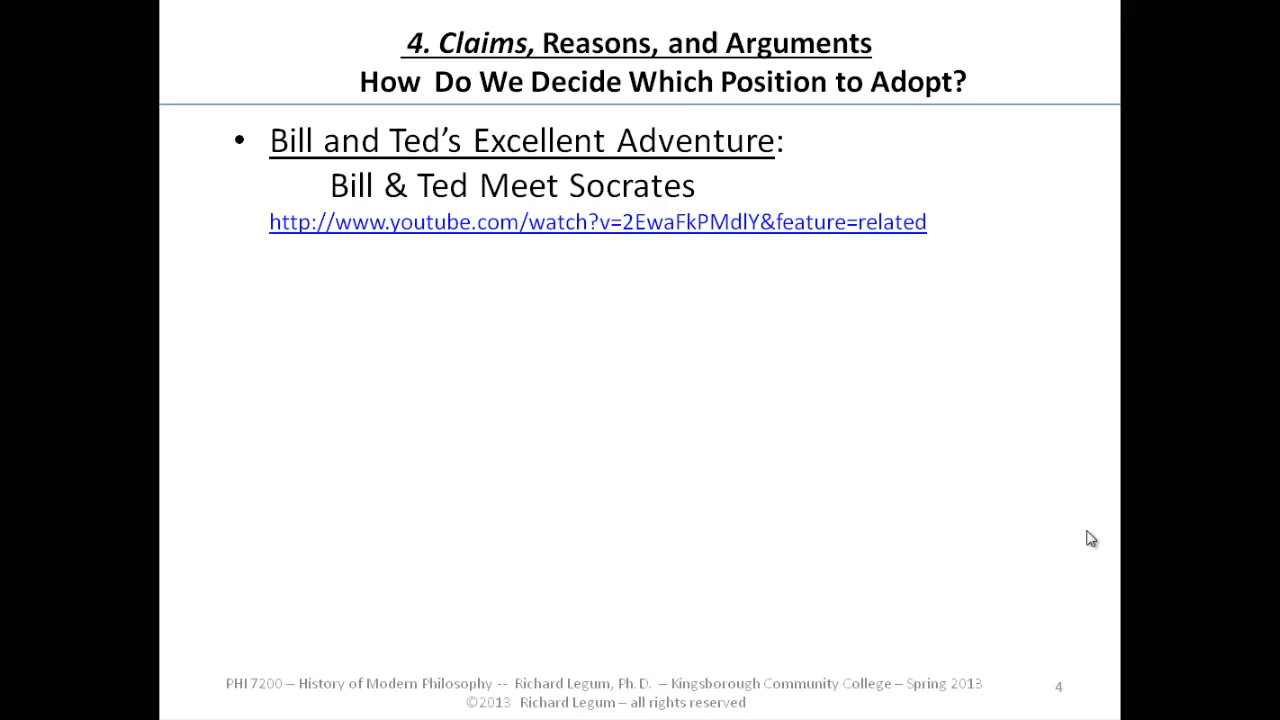 4. Claims, Reasons, and Arguments
How Do We Decide Which Position to Adopt?
• Bill and Ted's Excellent Adventure:
Bill & Ted Meet Socrates
http://www.youtube.com/watch?v=2EwaFkPMdlY&feature=related
PHI 7200 – History of Modern Philosophy -- Richard Legum, Ph. D. – Kingsborough Community College – Spring 2013
©2013 Richard Legum – all rights reserved
4